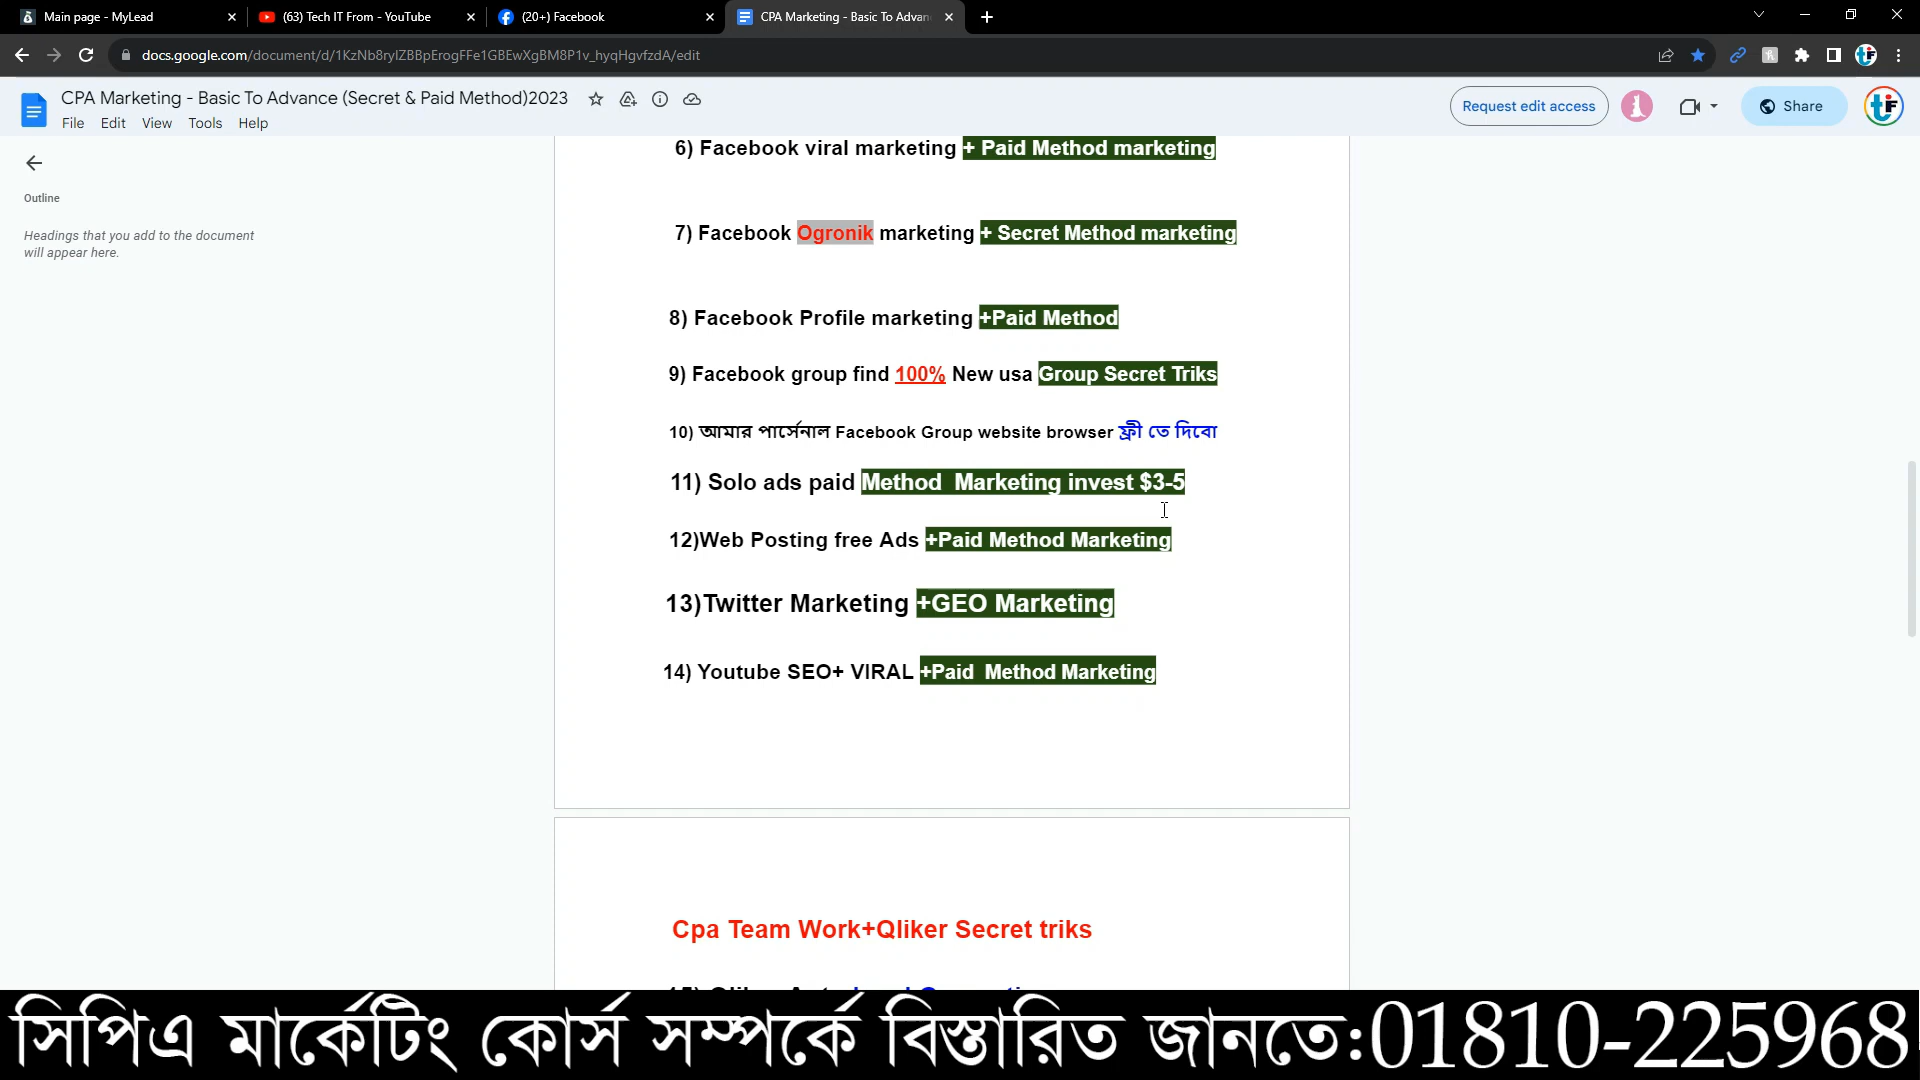 Main page - MyLead
(63) Tech IT From - YouTube
(20+) Facebook
CPA Marketing - Basic To Advan
docs.google.com/document/d/1KzNb8rylZBBpErogFFe1GBEwXgBM8P1v_hyqHgvfzdA/edit
CPA Marketing - Basic To Advance (Secret & Paid Method)2023
File Edit View Tools Help
Request edit access
Share
Outline
Headings that you add to the document
will appear here.
6) Facebook viral marketing + Paid Method marketing
7) Facebook Ogronik marketing + Secret Method marketing
8) Facebook Profile marketing +Paid Method
9) Facebook group find 100% New usa Group Secret Triks
10) আমার পার্সেনাল Facebook Group website browser ফ্রী তে দিবো
11) Solo ads paid Method Marketing invest $3-5
12)Web Posting free Ads +Paid Method Marketing
13)Twitter Marketing +GEO Marketing
14) Youtube SEO+ VIRAL +Paid Method Marketing
Cpa Team Work+Qliker Secret triks
সিপিএ মার্কেটিং কোর্স সম্পর্কে বিস্তারিত জানতেঃ01810-225968